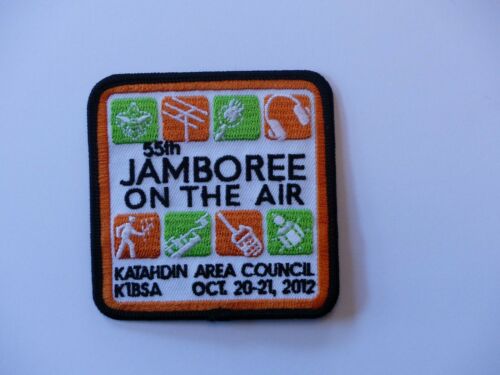 55th
JAMBOREE
ON THE AiR
KATAHDIN AREA COUNCIL
K1BSA OCT. 20-21, 2012